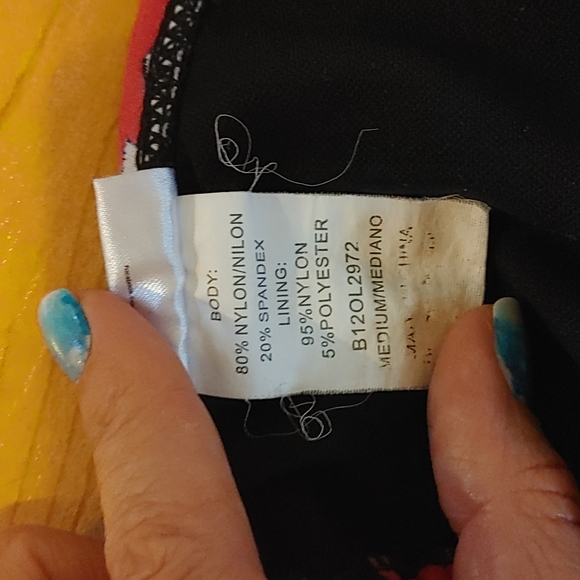 BODY:
80% NYLON/NILON
20% SPANDEX
LINING:
95%NYLON
5%POLYESTER
B12OL2972
MEDIUM/MEDIANO